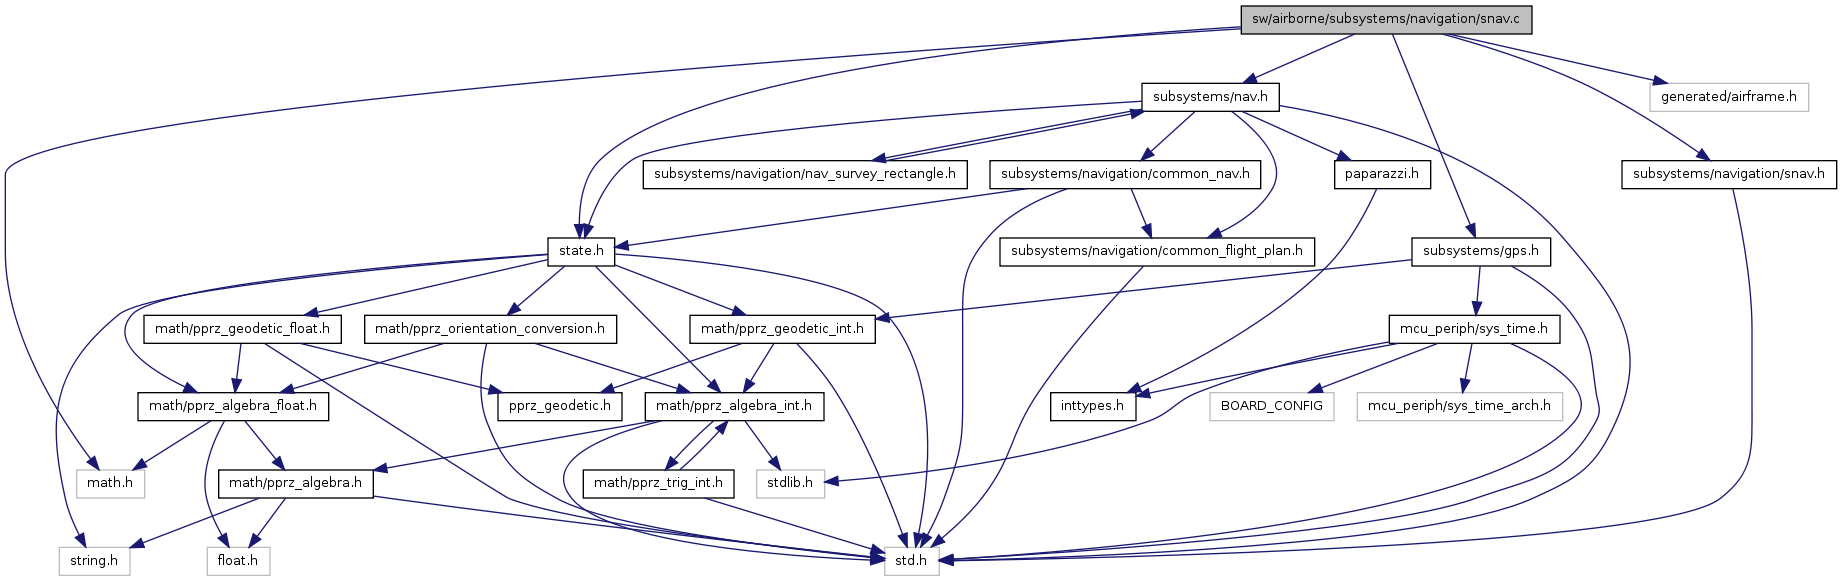 sw/airborne/subsystems/navigation/snav.c
subsystems/nav.h
generated/airframe.h
subsystems/navigation/nav_survey_rectangle.h
subsystems/navigation/common_nav.h
paparazzi.h
subsystems/navigation/snav.h
state.h
subsystems/navigation/common_flight_plan.h
subsystems/gps.h
math/pprz_geodetic_float.h
math/pprz_orientation_conversion.h
math/pprz_geodetic_int.h
mcu_periph/sys_time.h
math/pprz_algebra_float.h
pprz_geodetic.h
math/pprz_algebra_int.h
inttypes.h
BOARD_CONFIG
mcu_periph/sys_time_arch.h
math.h
math/pprz_algebra.h
math/pprz_trig_int.h
stdlib.h
string.h
float.h
std.h